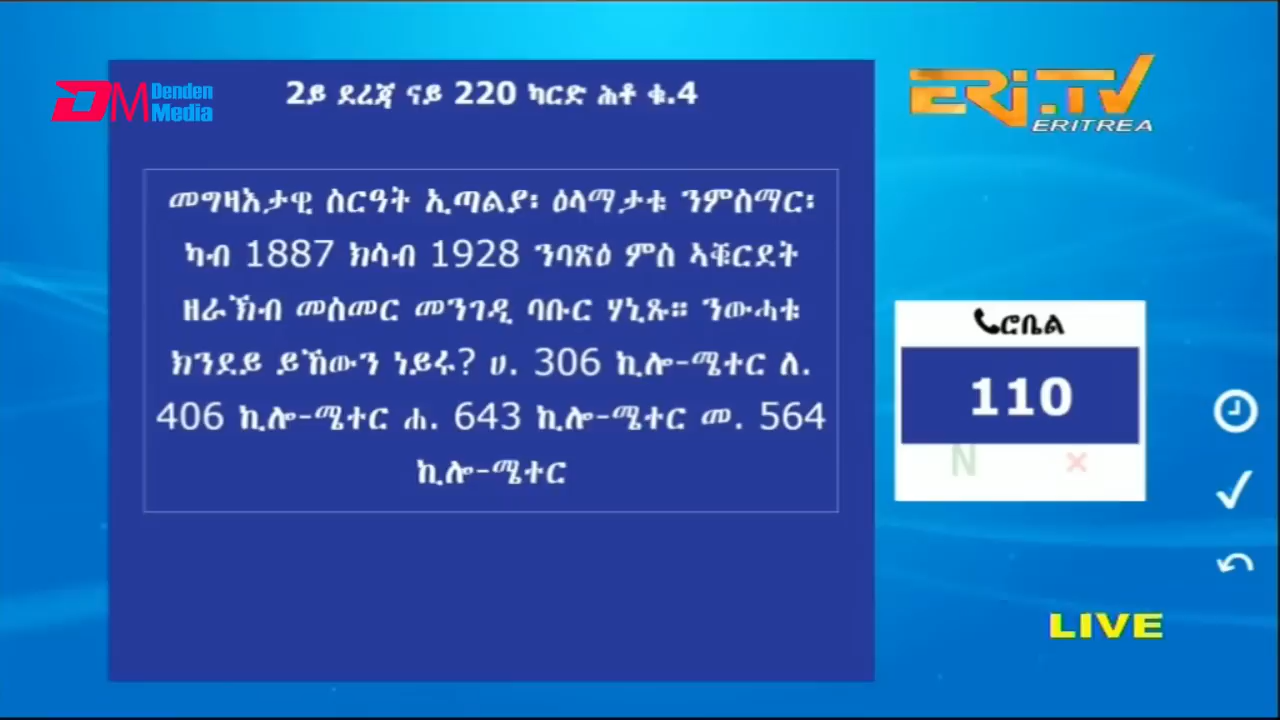 DM Denden Media
ERi.TV
ERITREA
2ይ ደረጃ ናይ 220 ካርድ ሕቶ ቁ.4
መግዛእታዊ ስርዓት ኢጣልያ፡ ዕላማታቱ ንምስማር፡
ካብ 1887 ክሳብ 1928 ንባጽዕ ምስ ኣቑርደት
ዘራኽብ መስመር መንገዲ ባቡር ሃኒጹ። ንውሓቱ
ክንደይ ይኸውን ነይሩ? ሀ. 306 ኪሎ-ሜተር ለ.
406 ኪሎ-ሜተር ሐ. 643 ኪሎ-ሜተር መ. 564
ኪሎ-ሜተር
ሮቤል
110
N ×
LIVE